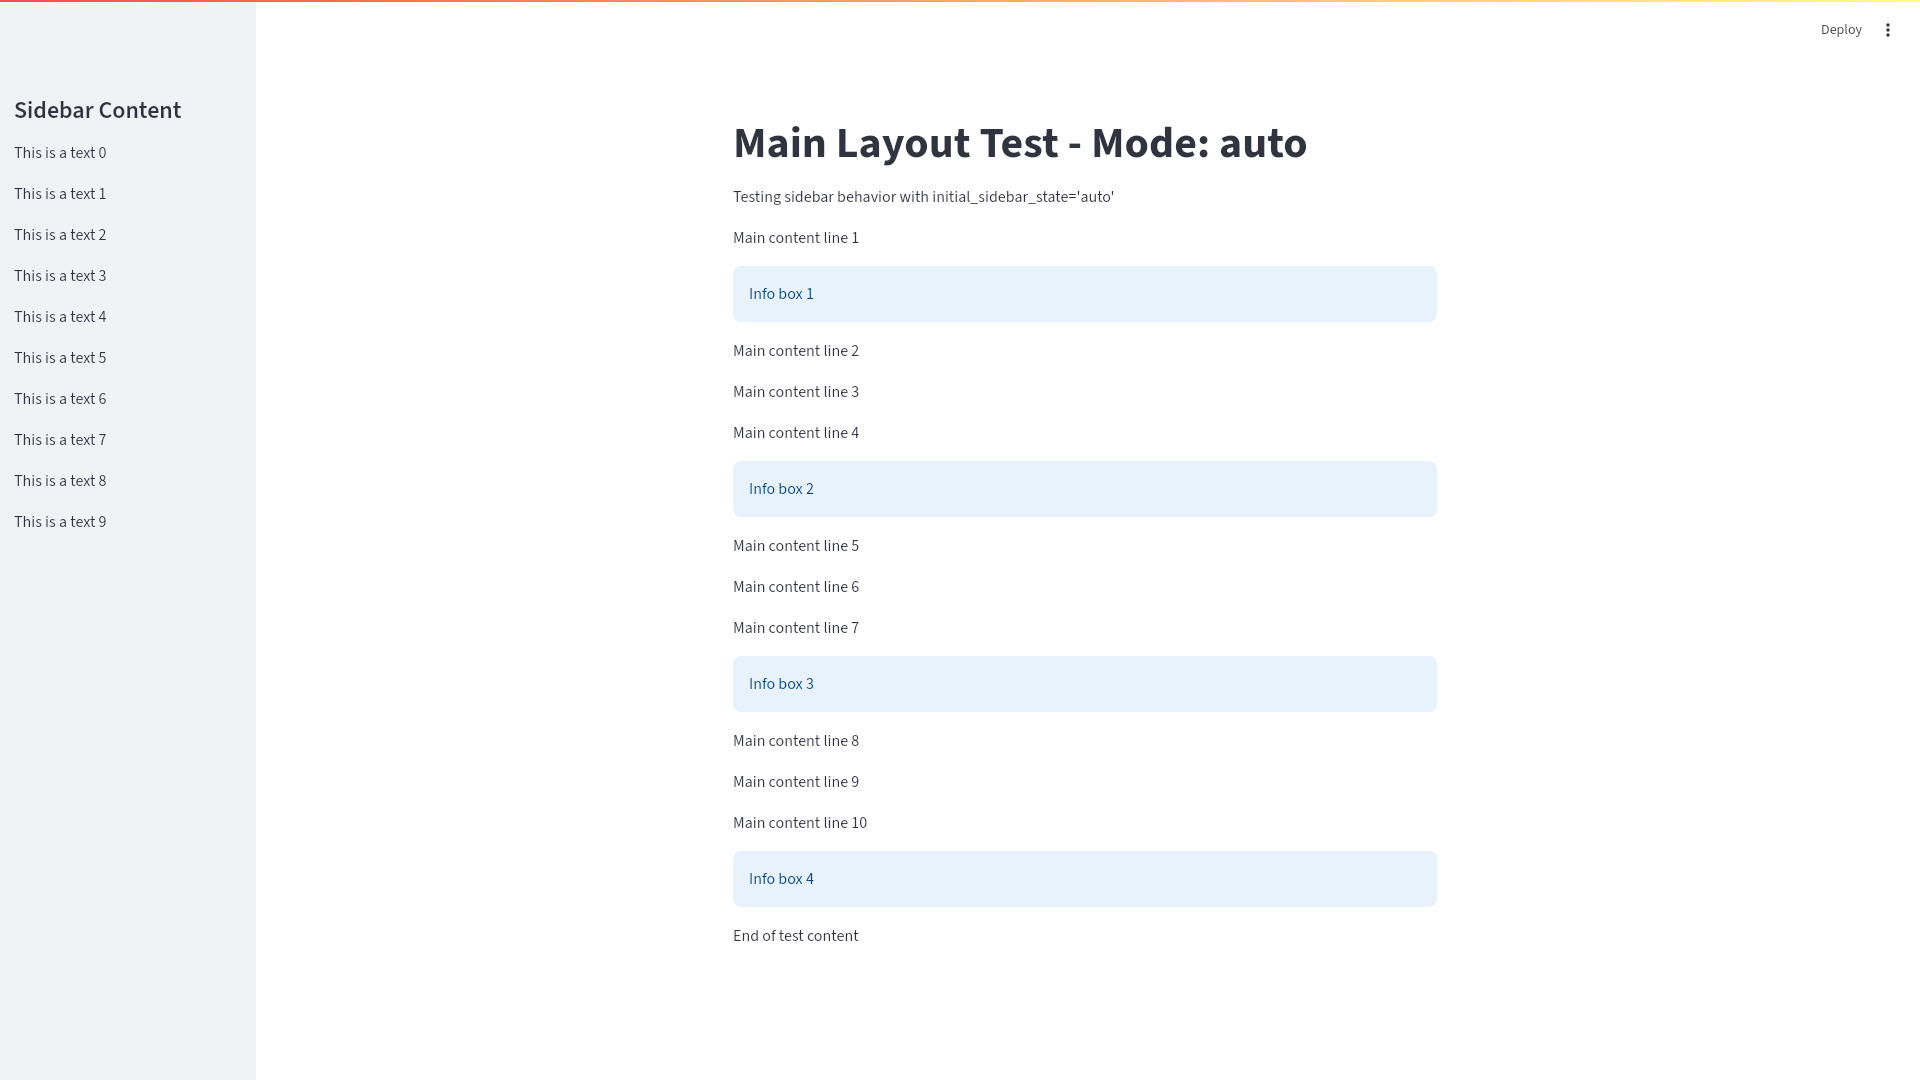 Deploy
Sidebar Content
This is a text 0
This is a text 1
This is a text 2
This is a text 3
This is a text 4
This is a text 5
This is a text 6
This is a text 7
This is a text 8
This is a text 9
Main Layout Test - Mode: auto
Testing sidebar behavior with initial_sidebar_state='auto'
Main content line 1
Info box 1
Main content line 2
Main content line 3
Main content line 4
Info box 2
Main content line 5
Main content line 6
Main content line 7
Info box 3
Main content line 8
Main content line 9
Main content line 10
Info box 4
End of test content